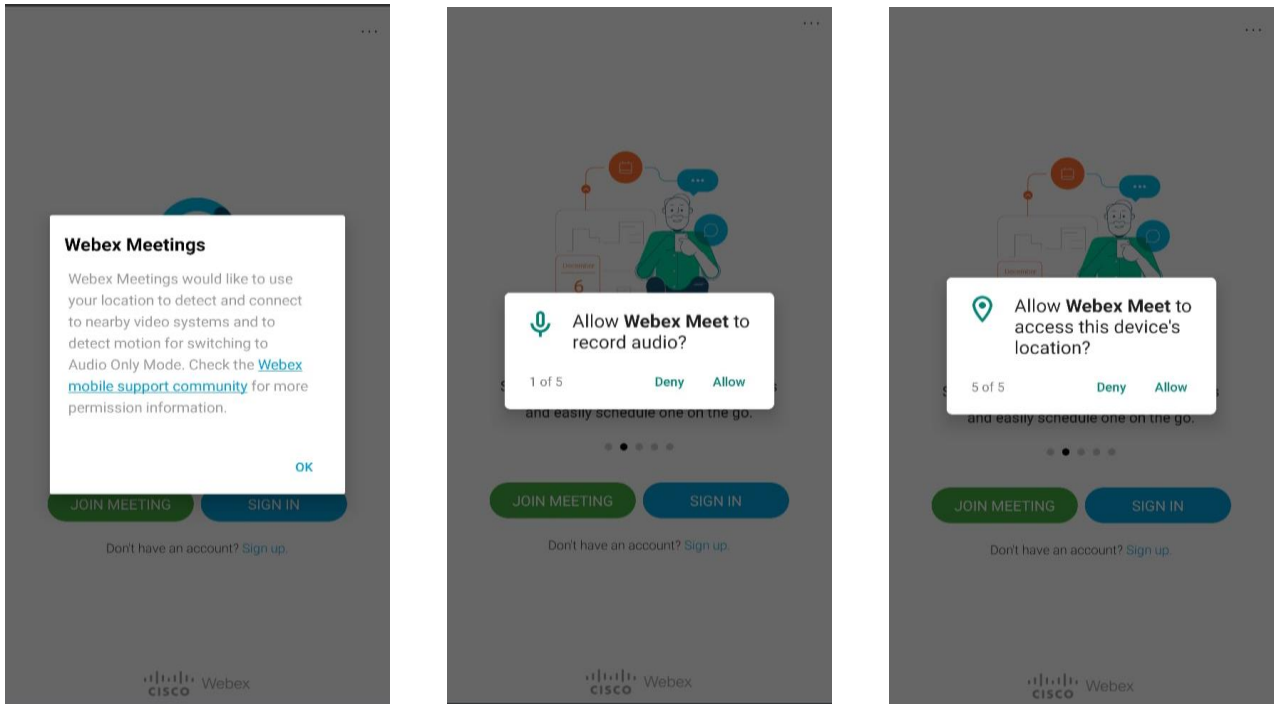 ...
Webex Meetings
Webex Meetings would like to use
your location to detect and connect
to nearby video systems and to
detect motion for switching to
Audio Only Mode. Check the Webex
mobile support community for more
permission information.
OK
JOIN MEETING
SIGN IN
Don't have an account? Sign up.
CISCO Webex
...
DECEMBER
6
Allow Webex Meet to
record audio?
1 of 5
Deny
Allow
and easily schedule one on the go.
JOIN MEETING
SIGN IN
Don't have an account? Sign up.
CISCO Webex
...
Allow Webex Meet to
access this device's
location?
5 of 5
Deny
Allow
and easily schedule one on the go.
JOIN MEETING
SIGN IN
Don't have an account? Sign up.
CISCO Webex